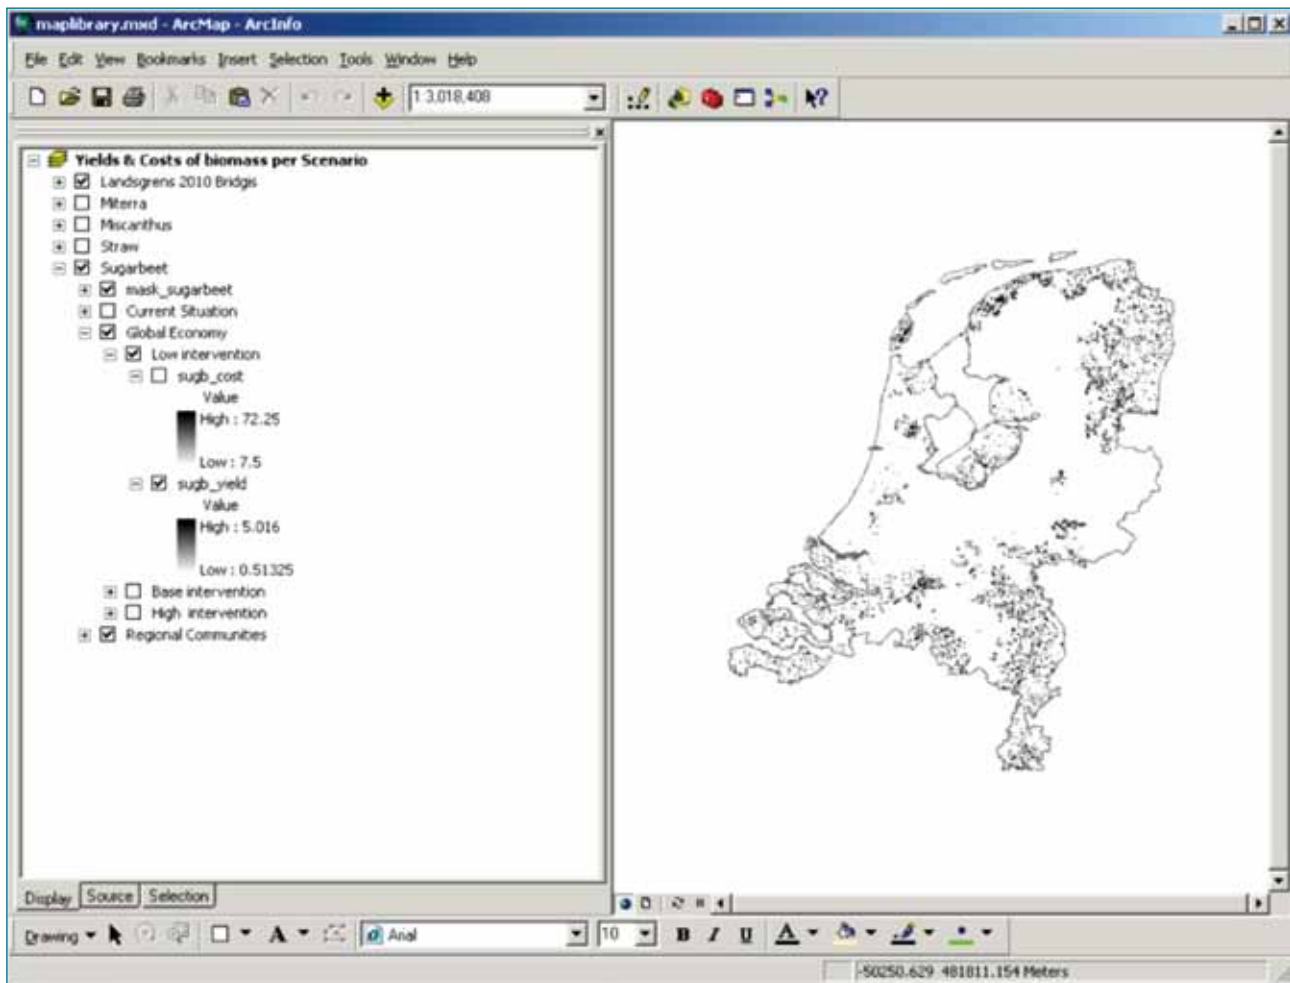 maplibrary.mxd - ArcMap - ArcInfo
File Edit View Bookmarks Insert Selection Tools Window Help
1:3,018,408
Yields & Costs of biomass per Scenario
Landsgrens 2010 Bridgis
Miterra
Miscanthus
Straw
Sugarbeet
mask_sugarbeet
Current Situation
Global Economy
Low intervention
sugb_cost
Value
High : 72.25
Low : 7.5
sugb_yield
Value
High : 5.016
Low : 0.51325
Base intervention
High intervention
Regional Communities
Display Source Selection
Drawing A Arial 10 B I U A
-50250.629 481811.154 Meters